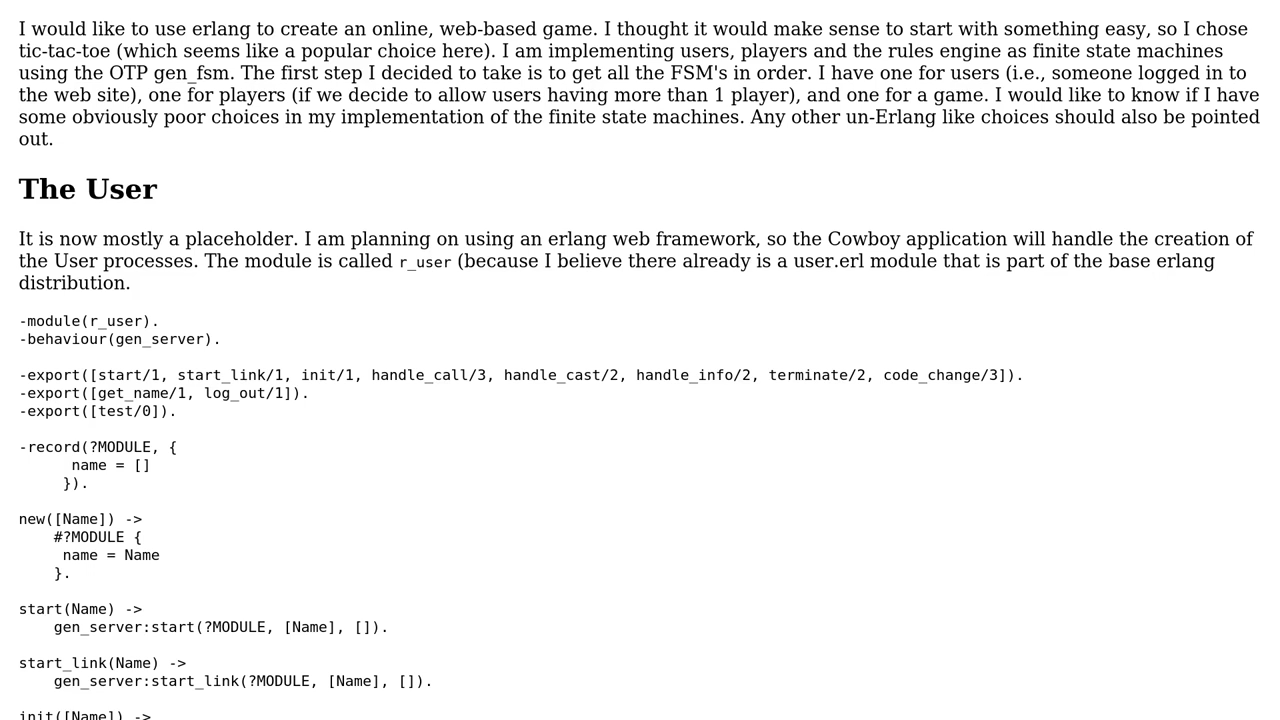 I would like to use erlang to create an online, web-based game. I thought it would make sense to start with something easy, so I chose
tic-tac-toe (which seems like a popular choice here). I am implementing users, players and the rules engine as finite state machines
using the OTP gen_fsm. The first step I decided to take is to get all the FSM's in order. I have one for users (i.e., someone logged in to
the web site), one for players (if we decide to allow users having more than 1 player), and one for a game. I would like to know if I have
some obviously poor choices in my implementation of the finite state machines. Any other un-Erlang like choices should also be pointed
out.
The User
It is now mostly a placeholder. I am planning on using an erlang web framework, so the Cowboy application will handle the creation of
the User processes. The module is called r_user (because I believe there already is a user.erl module that is part of the base erlang
distribution.
-module(r_user).
-behaviour(gen_server).
-export([start/1, start_link/1, init/1, handle_call/3, handle_cast/2, handle_info/2, terminate/2, code_change/3]).
-export([get_name/1, log_out/1]).
-export([test/0]).
-record(?MODULE, {
name = []
}).
new([Name]) ->
#?MODULE {
name = Name
}.
start(Name) ->
gen_server:start(?MODULE, [Name], []).
start_link(Name) ->
gen_server:start_link(?MODULE, [Name], []).
init([Name]) ->